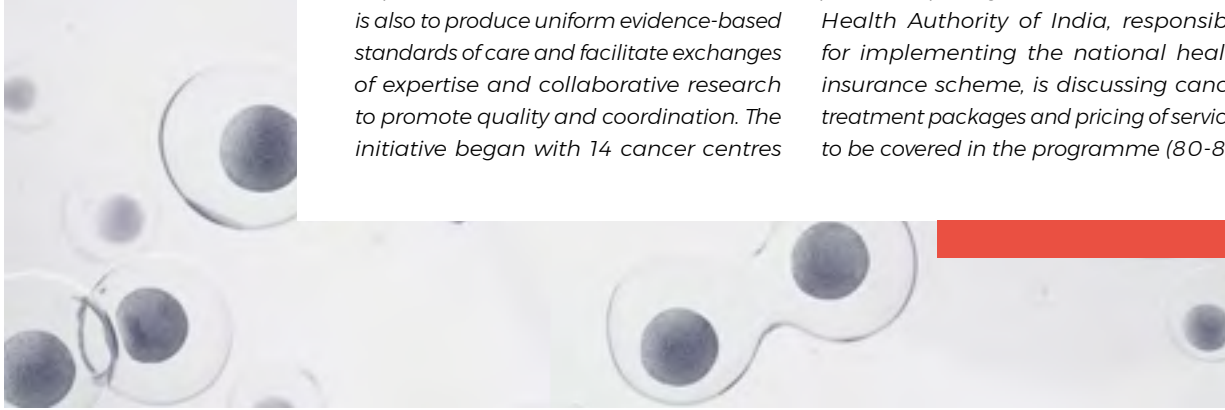 is also to produce uniform evidence-based
standards of care and facilitate exchanges
of expertise and collaborative research
to promote quality and coordination. The
initiative began with 14 cancer centres
Health Authority of India,
for implementing the national
insurance scheme, is discussing
treatment packages and pricing of
to be covered in the programme